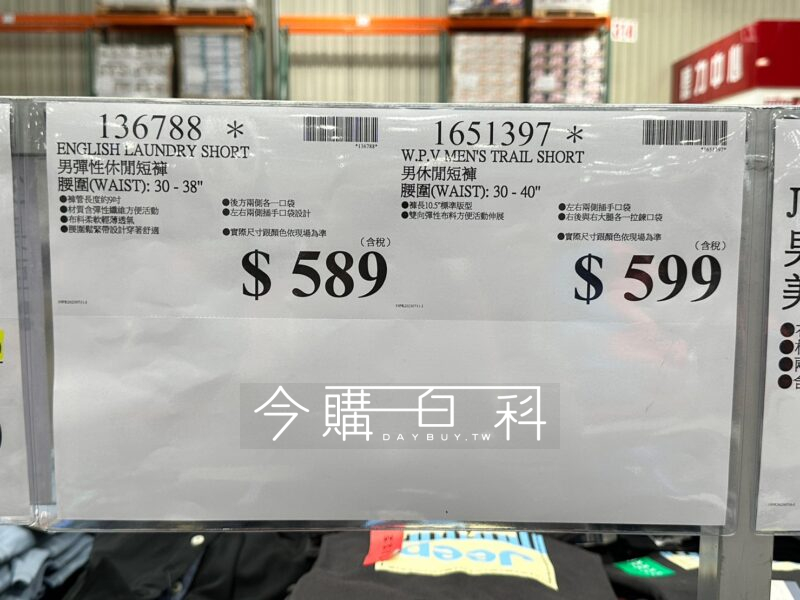 壓力中心
136788 *
*136788*
ENGLISH LAUNDRY SHORT
男彈性休閒短褲
腰圍(WAIST): 30 - 38"
●褲管長度約9吋
●材質含彈性纖維方便活動
●布料柔軟輕薄透氣
●腰圍鬆緊帶設計穿著舒適
●後方兩側各一口袋
●左右兩側插手口袋設計
●實際尺寸跟顏色依現場為準
(含稅)
$ 589
1651397 *
*1651397*
W.P.V MEN'S TRAIL SHORT
男休閒短褲
腰圍(WAIST): 30 - 40"
●褲長10.5"標準版型
●雙向彈性布料方便活動伸展
●左右兩側插手口袋
●右後與右大腿各一拉鍊口袋
●實際尺寸跟顏色依現場為準
(含稅)
$ 599
J
男
美
今購百科
DAYBUY.TW
Jeep